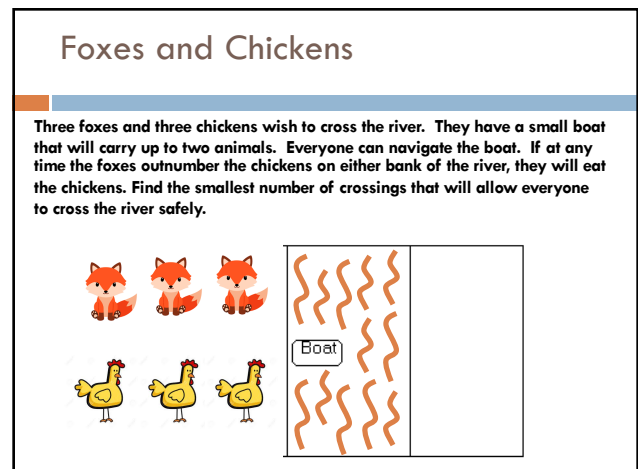 Foxes and Chickens
Three foxes and three chickens wish to cross the river. They have a small boat
that will carry up to two animals. Everyone can navigate the boat. If at any
time the foxes outnumber the chickens on either bank of the river, they will eat
the chickens. Find the smallest number of crossings that will allow everyone
to cross the river safely.
Boat